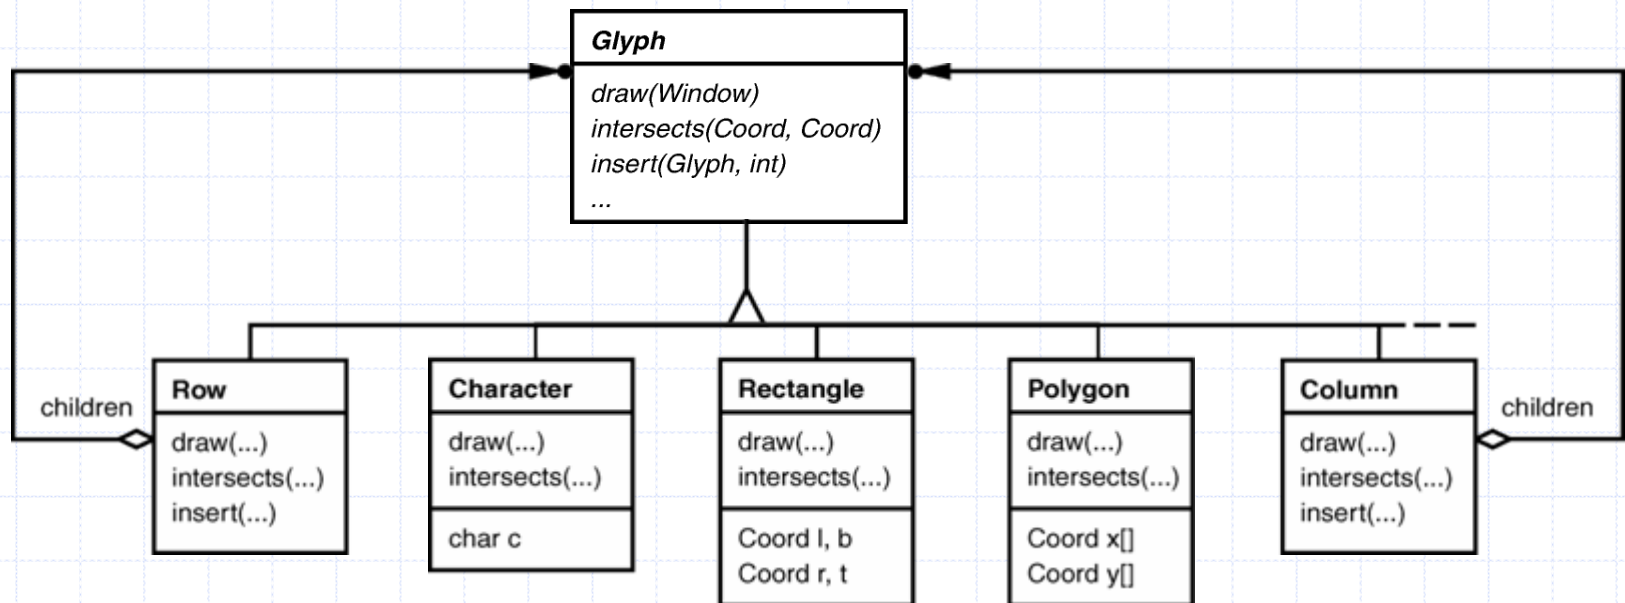 Glyph
draw(Window)
intersects(Coord, Coord)
insert(Glyph, int)
...
children
Row
draw(...)
intersects(...)
insert(...)
Character
draw(...)
intersects(...)
char c
Rectangle
draw(...)
intersects(...)
Coord l, b
Coord r, t
Polygon
draw(...)
intersects(...)
Coord x[]
Coord y[]
Column
draw(...)
intersects(...)
insert(...)
children